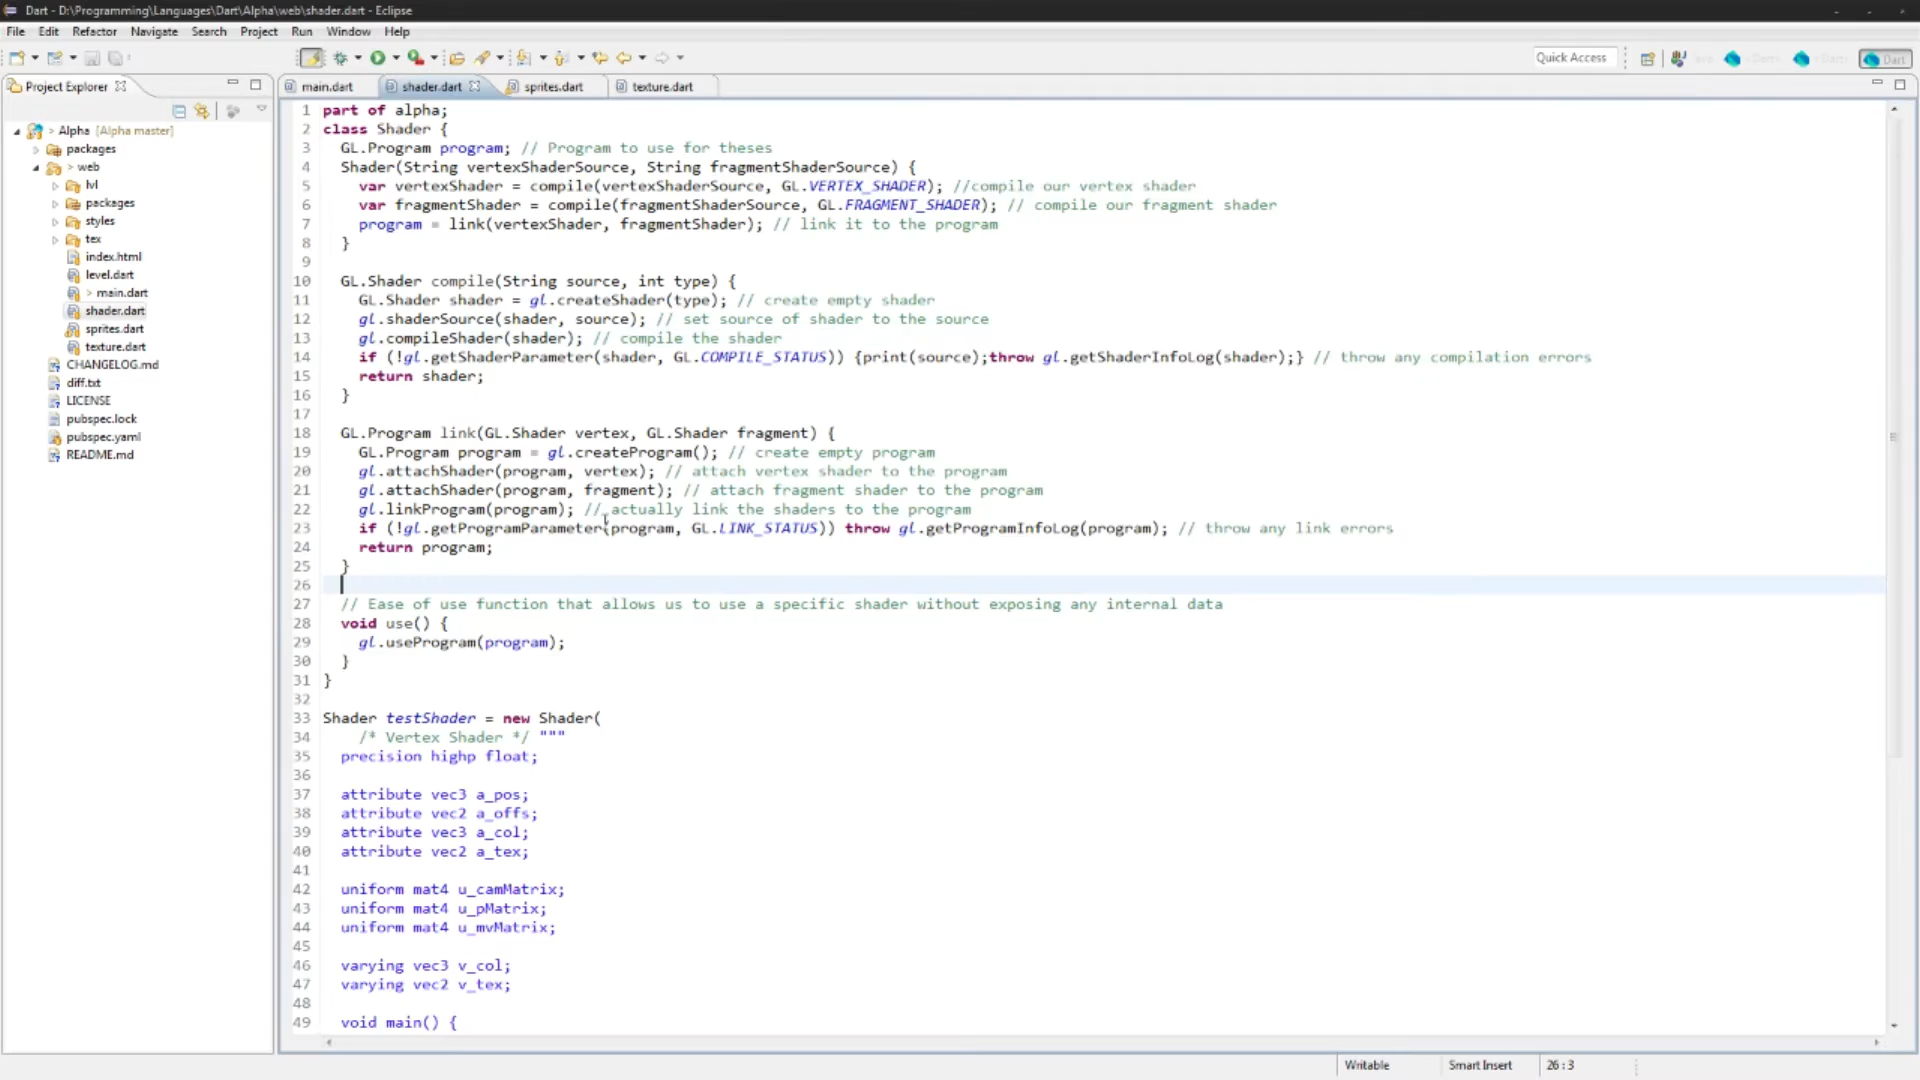 Dart - D:\Programming\Languages\Dart\Alpha\web\shader.dart - Eclipse
File Edit Refactor Navigate Search Project Run Window Help
Quick Access
Dart
Project Explorer
main.dart shader.dart sprites.dart texture.dart
> Alpha [Alpha master]
packages
> web
lvl
packages
styles
tex
index.html
level.dart
> main.dart
shader.dart
sprites.dart
texture.dart
CHANGELOG.md
diff.txt
LICENSE
pubspec.lock
pubspec.yaml
README.md
1 part of alpha;
2 class Shader {
3 GL.Program program; // Program to use for theses
4 Shader(String vertexShaderSource, String fragmentShaderSource) {
5 var vertexShader = compile(vertexShaderSource, GL.VERTEX_SHADER); //compile our vertex shader
6 var fragmentShader = compile(fragmentShaderSource, GL.FRAGMENT_SHADER); // compile our fragment shader
7 program = link(vertexShader, fragmentShader); // link it to the program
8 }
9
10 GL.Shader compile(String source, int type) {
11 GL.Shader shader = gl.createShader(type); // create empty shader
12 gl.shaderSource(shader, source); // set source of shader to the source
13 gl.compileShader(shader); // compile the shader
14 if (!gl.getShaderParameter(shader, GL.COMPILE_STATUS)) {print(source);throw gl.getShaderInfoLog(shader);} // throw any compilation errors
15 return shader;
16 }
17
18 GL.Program link(GL.Shader vertex, GL.Shader fragment) {
19 GL.Program program = gl.createProgram(); // create empty program
20 gl.attachShader(program, vertex); // attach vertex shader to the program
21 gl.attachShader(program, fragment); // attach fragment shader to the program
22 gl.linkProgram(program); // actually link the shaders to the program
23 if (!gl.getProgramParameter(program, GL.LINK_STATUS)) throw gl.getProgramInfoLog(program); // throw any link errors
24 return program;
25 }
26
27 // Ease of use function that allows us to use a specific shader without exposing any internal data
28 void use() {
29 gl.useProgram(program);
30 }
31 }
32
33 Shader testShader = new Shader(
34 /* Vertex Shader */ """
35 precision highp float;
36
37 attribute vec3 a_pos;
38 attribute vec2 a_offs;
39 attribute vec3 a_col;
40 attribute vec2 a_tex;
41
42 uniform mat4 u_camMatrix;
43 uniform mat4 u_pMatrix;
44 uniform mat4 u_mvMatrix;
45
46 varying vec3 v_col;
47 varying vec2 v_tex;
48
49 void main() {
Writable Smart Insert 26 : 3